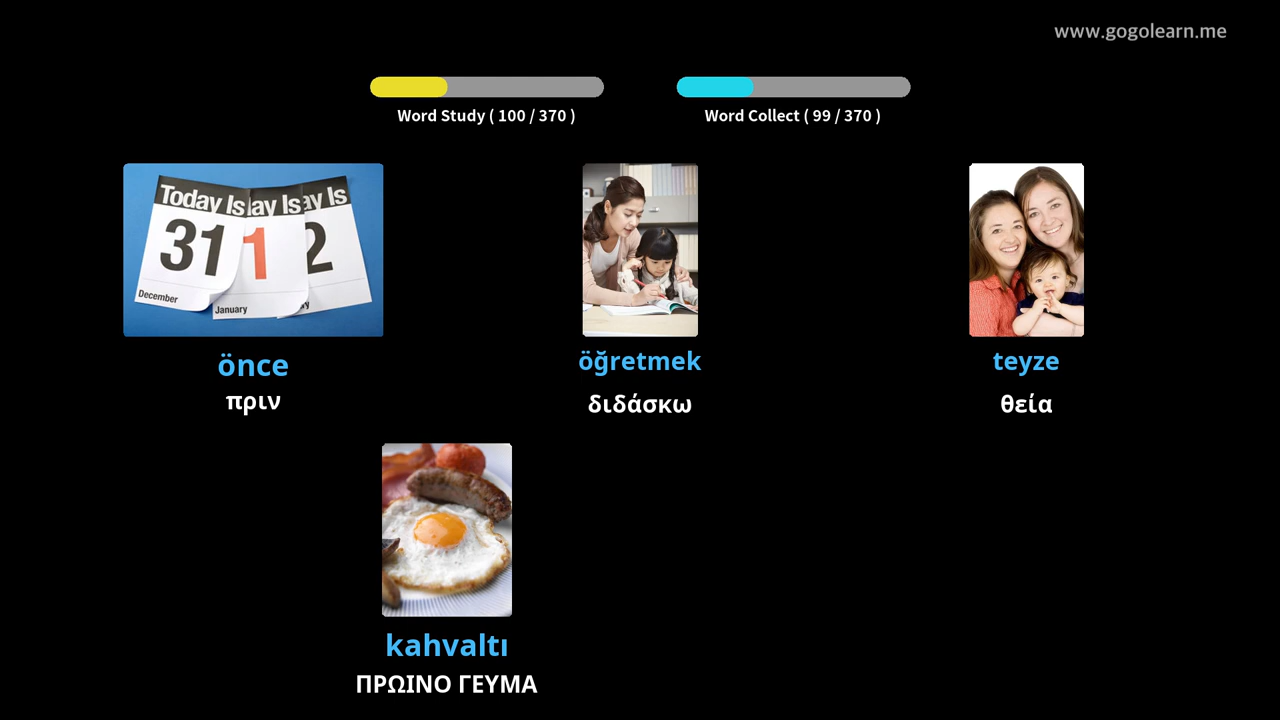 www.gogolearn.me
Word Study ( 100 / 370 )
Word Collect ( 99 / 370 )
Today Is
ay Is
ay Is
31
1
2
December
January
önce
πριν
öğretmek
διδάσκω
teyze
θεία
kahvaltı
ΠΡΩΙΝΟ ΓΕΥΜΑ